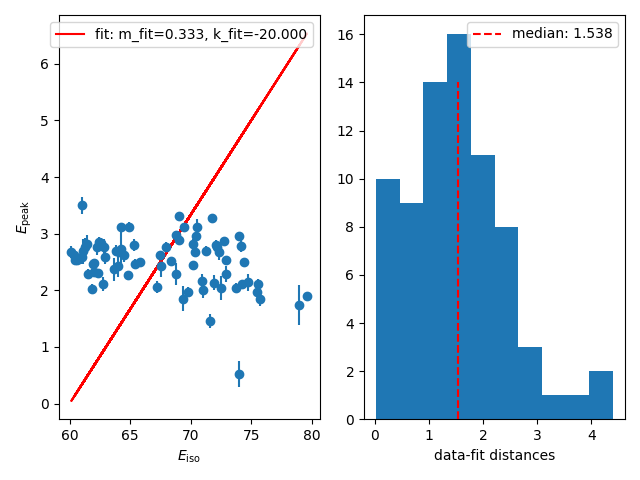 fit: m_fit=0.333, k_fit=-20.000
6
5
4
3
2
1
0
E_peak
60 65 70 75 80
E_iso
median: 1.538
16
14
12
10
8
6
4
2
0
0 1 2 3 4
data-fit distances